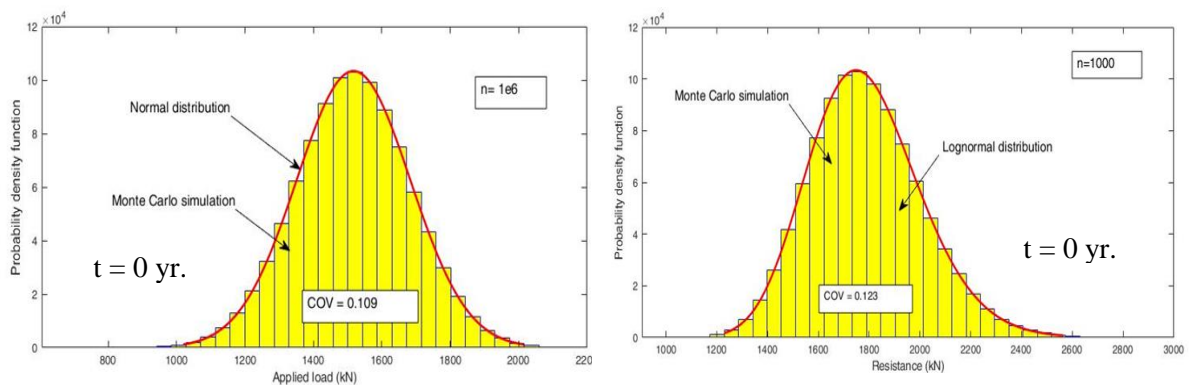 ×10⁴
12
10
8
6
4
2
0
Probability density function
n= 1e6
Normal distribution
Monte Carlo simulation
t = 0 yr.
COV = 0.109
800 1000 1200 1400 1600 1800 2000 220
Applied load (kN)
×10⁴
12
10
8
6
4
2
0
Probability density function
n=1000
Monte Carlo simulation
Lognormal distribution
t = 0 yr.
COV = 0.123
1000 1200 1400 1600 1800 2000 2200 2400 2600 2800 3000
Resistance (kN)